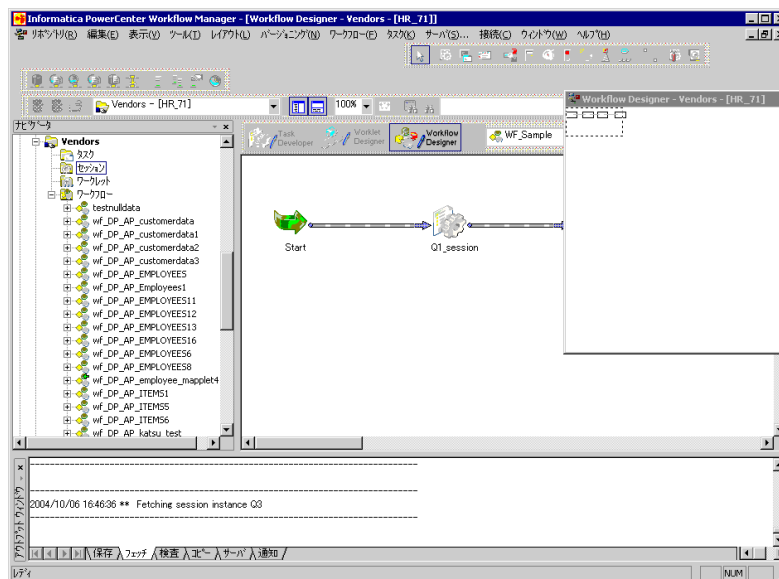 Informatica PowerCenter Workflow Manager - [Workflow Designer - Vendors - [HR_71]]
リポジトリ(R) 編集(E) 表示(V) ツール(T) レイアウト(L) バージョニング(N) ワークフロー(F) タスク(K) サーバ(S)... 接続(C) ウィンドウ(W) ヘルプ(H)
Vendors - [HR_71] 100%
Workflow Designer - Vendors - [HR_71]
ナビゲータ
Task Developer
Worklet Designer
Workflow Designer
WF_Sample
Vendors
タスク
セッション
ワークレット
ワークフロー
testnulldata
wf_DP_AP_customerdata
wf_DP_AP_customerdata1
wf_DP_AP_customerdata2
wf_DP_AP_customerdata3
wf_DP_AP_EMPLOYEES
wf_DP_AP_Employees1
wf_DP_AP_EMPLOYEES11
wf_DP_AP_EMPLOYEES12
wf_DP_AP_EMPLOYEES13
wf_DP_AP_EMPLOYEES16
wf_DP_AP_EMPLOYEES6
wf_DP_AP_EMPLOYEES8
wf_DP_AP_employee_mapplet4
wf_DP_AP_ITEMS1
wf_DP_AP_ITEMS5
wf_DP_AP_ITEMS6
wf_DP_AP_katsu_test
Start
Q1_session
アウトプットウィンドウ
2004/10/06 16:46:36 ** Fetching session instance Q3
保存 フェッチ 検査 コピー サーバ 通知
レディ
NUM